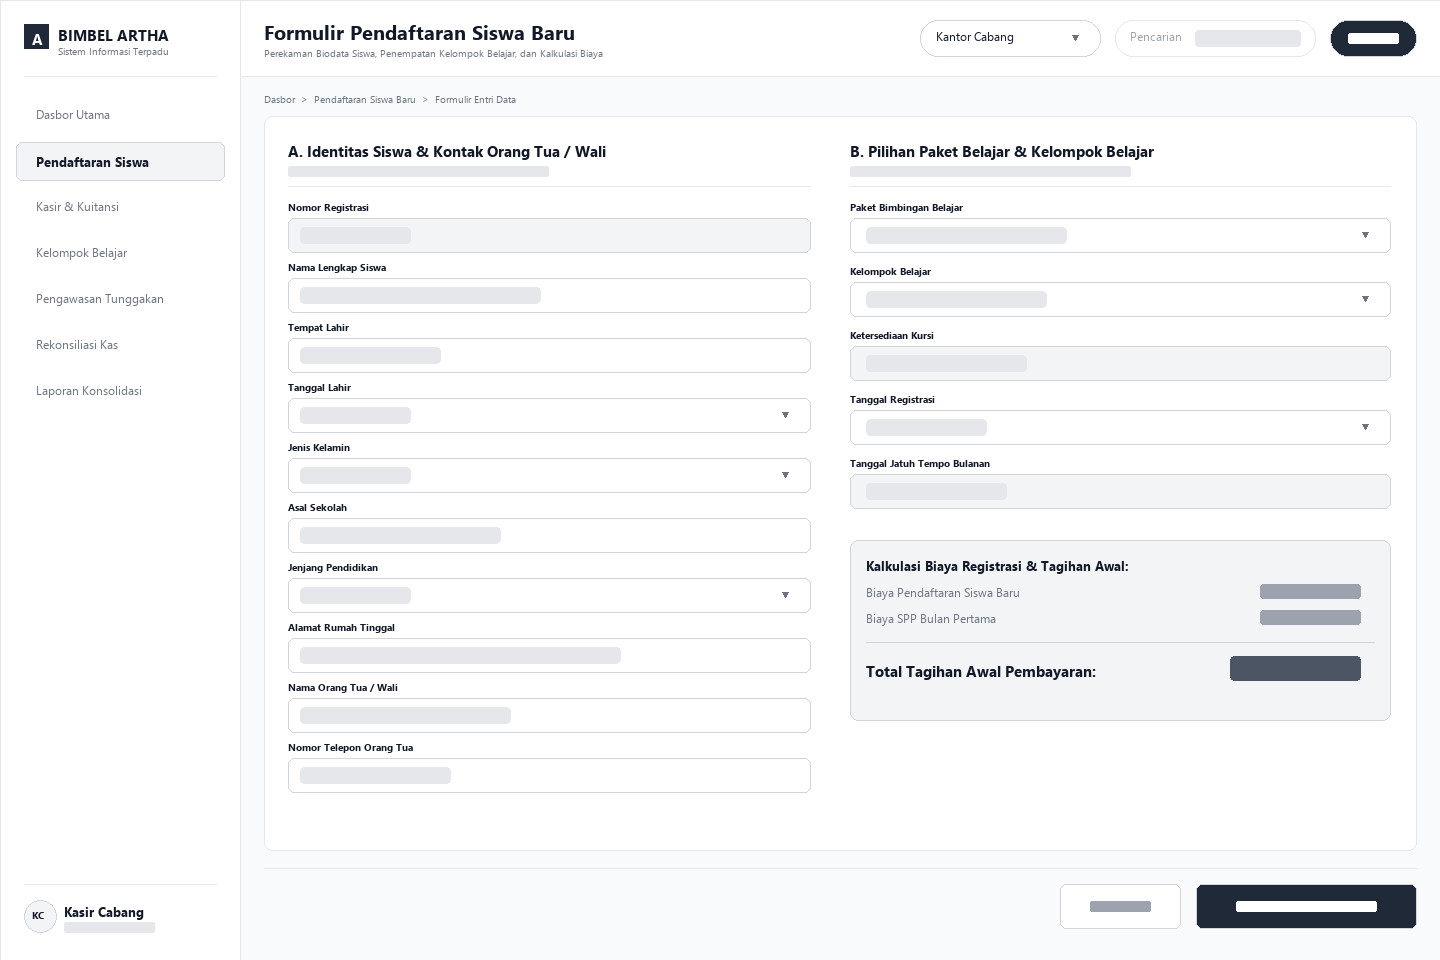 A
BIMBEL ARTHA
Sistem Informasi Terpadu
Dasbor Utama
Pendaftaran Siswa
Kasir & Kuitansi
Kelompok Belajar
Pengawasan Tunggakan
Rekonsiliasi Kas
Laporan Konsolidasi
KC
Kasir Cabang
Formulir Pendaftaran Siswa Baru
Perekaman Biodata Siswa, Penempatan Kelompok Belajar, dan Kalkulasi Biaya
Kantor Cabang ▼
Pencarian
Dasbor > Pendaftaran Siswa Baru > Formulir Entri Data
A. Identitas Siswa & Kontak Orang Tua / Wali
Nomor Registrasi
Nama Lengkap Siswa
Tempat Lahir
Tanggal Lahir
▼
Jenis Kelamin
▼
Asal Sekolah
Jenjang Pendidikan
▼
Alamat Rumah Tinggal
Nama Orang Tua / Wali
Nomor Telepon Orang Tua
B. Pilihan Paket Belajar & Kelompok Belajar
Paket Bimbingan Belajar
▼
Kelompok Belajar
▼
Ketersediaan Kursi
Tanggal Registrasi
▼
Tanggal Jatuh Tempo Bulanan
Kalkulasi Biaya Registrasi & Tagihan Awal:
Biaya Pendaftaran Siswa Baru
Biaya SPP Bulan Pertama
Total Tagihan Awal Pembayaran: